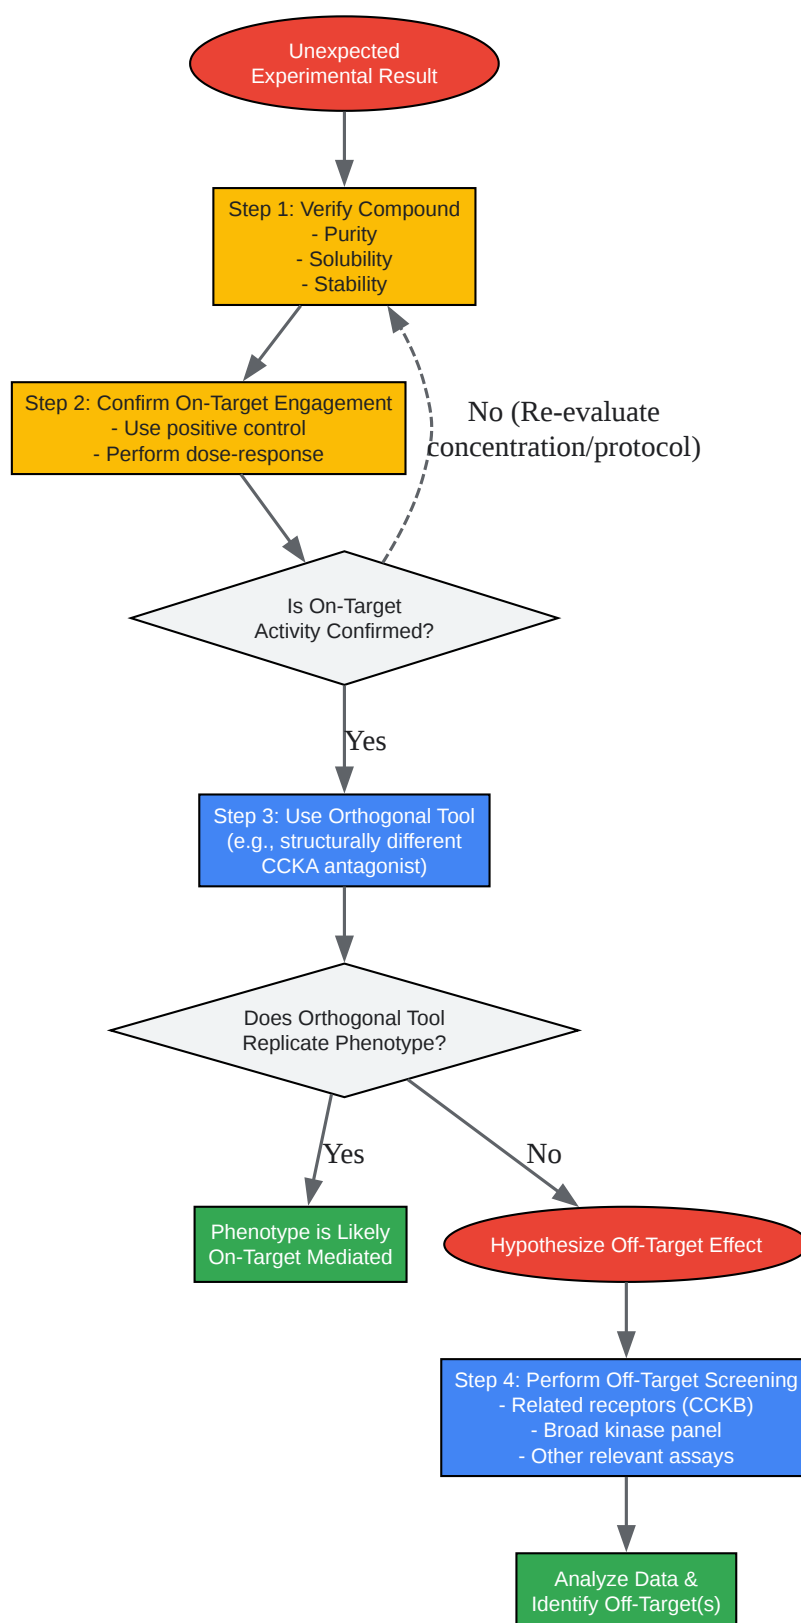 Unexpected
Experimental Result
Step 1: Verify Compound
- Purity
- Solubility
- Stability
Step 2: Confirm On-Target Engagement
- Use positive control
- Perform dose-response
No (Re-evaluate
concentration/protocol)
Is On-Target
Activity Confirmed?
Yes
Step 3: Use Orthogonal Tool
(e.g., structurally different
CCKA antagonist)
Does Orthogonal Tool
Replicate Phenotype?
Yes
No
Phenotype is Likely
On-Target Mediated
Hypothesize Off-Target Effect
Step 4: Perform Off-Target Screening
- Related receptors (CCKB)
- Broad kinase panel
- Other relevant assays
Analyze Data &
Identify Off-Target(s)